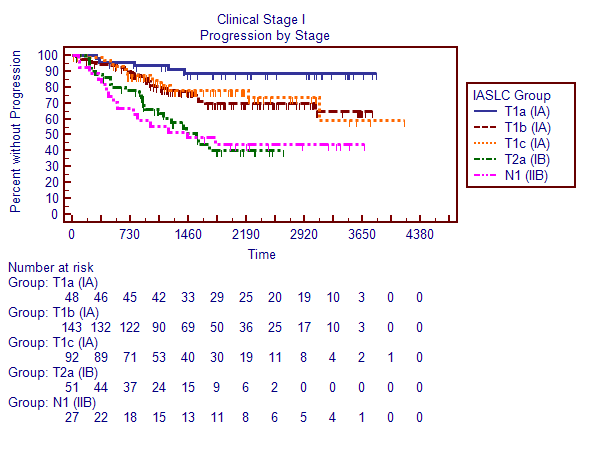 Clinical Stage I
Progression by Stage
Percent without Progression
100
90
80
70
60
50
40
30
20
10
0
0 730 1460 2190 2920 3650 4380
Time
IASLC Group
T1a (IA)
T1b (IA)
T1c (IA)
T2a (IB)
N1 (IIB)
Number at risk
Group: T1a (IA)
48 46 45 42 33 29 25 20 19 10 3 0 0
Group: T1b (IA)
143 132 122 90 69 50 36 25 17 10 3 0 0
Group: T1c (IA)
92 89 71 53 40 30 19 11 8 4 2 1 0
Group: T2a (IB)
51 44 37 24 15 9 6 2 0 0 0 0 0
Group: N1 (IIB)
27 22 18 15 13 11 8 6 5 4 1 0 0